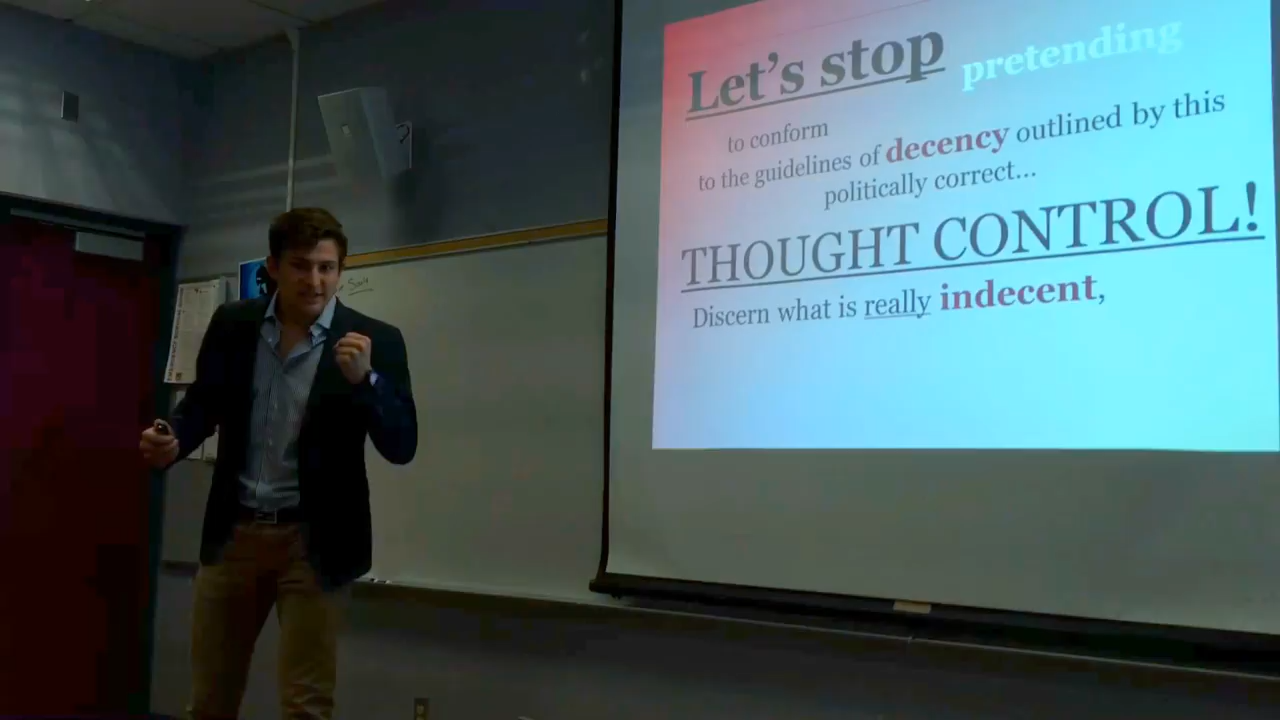 Let's stop pretending
to conform
to the guidelines of decency outlined by this
politically correct...
THOUGHT CONTROL!
Discern what is really indecent,